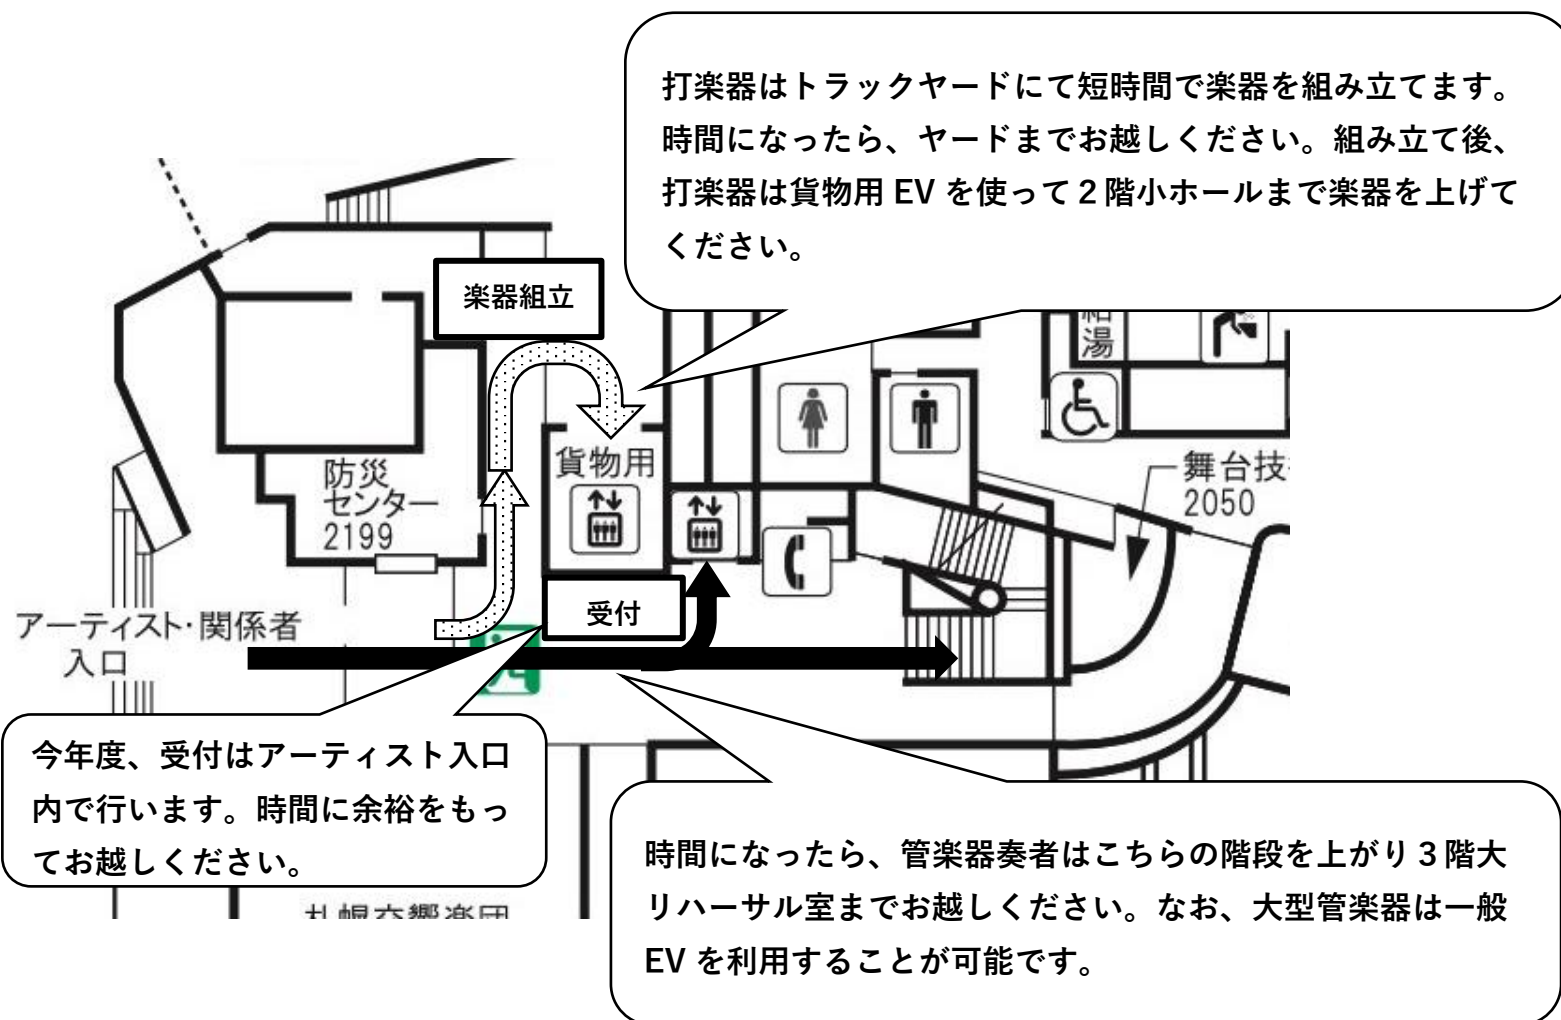 打楽器はトラックヤードにて短時間で楽器を組み立てます。
時間になったら、ヤードまでお越しください。組み立て後、
打楽器は貨物用 EV を使って２階小ホールまで楽器を上げて
ください。
楽器組立
給
湯
貨物用
防災
センター
2199
舞台技
2050
受付
アーティスト・関係者
入口
今年度、受付はアーティスト入口
内で行います。時間に余裕をもっ
てお越しください。
時間になったら、管楽器奏者はこちらの階段を上がり３階大
リハーサル室までお越しください。なお、大型管楽器は一般
EV を利用することが可能です。
札幌交響楽団